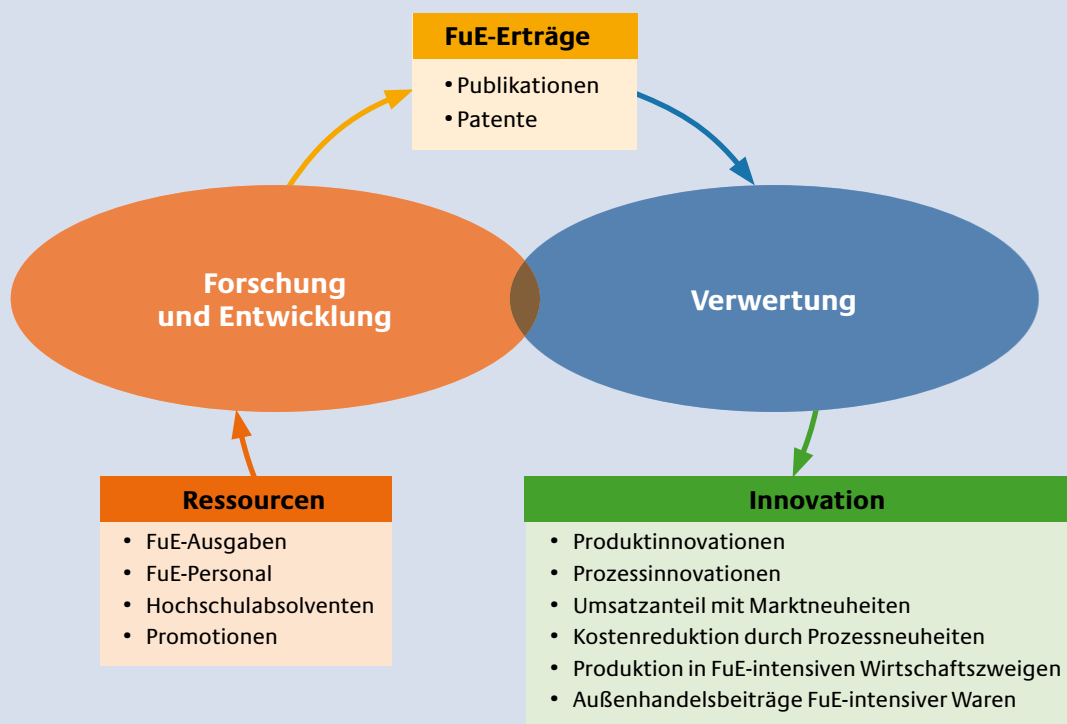 FuE-Erträge
• Publikationen
• Patente
Forschung
und Entwicklung
Verwertung
Ressourcen
• FuE-Ausgaben
• FuE-Personal
• Hochschulabsolventen
• Promotionen
Innovation
• Produktinnovationen
• Prozessinnovationen
• Umsatzanteil mit Marktneuheiten
• Kostenreduktion durch Prozessneuheiten
• Produktion in FuE-intensiven Wirtschaftszweigen
• Außenhandelsbeiträge FuE-intensiver Waren